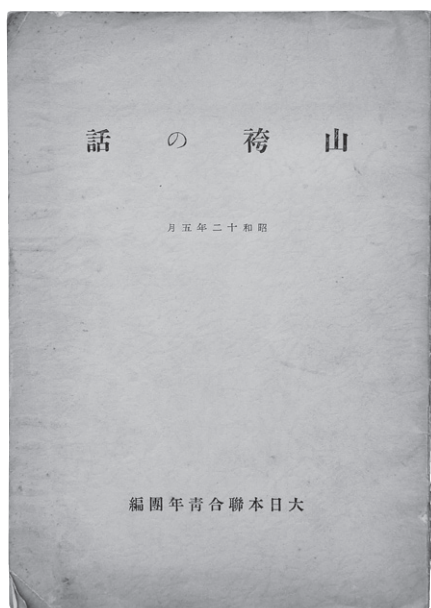 山袴の話
昭和十二年五月
大日本聯合靑年團編